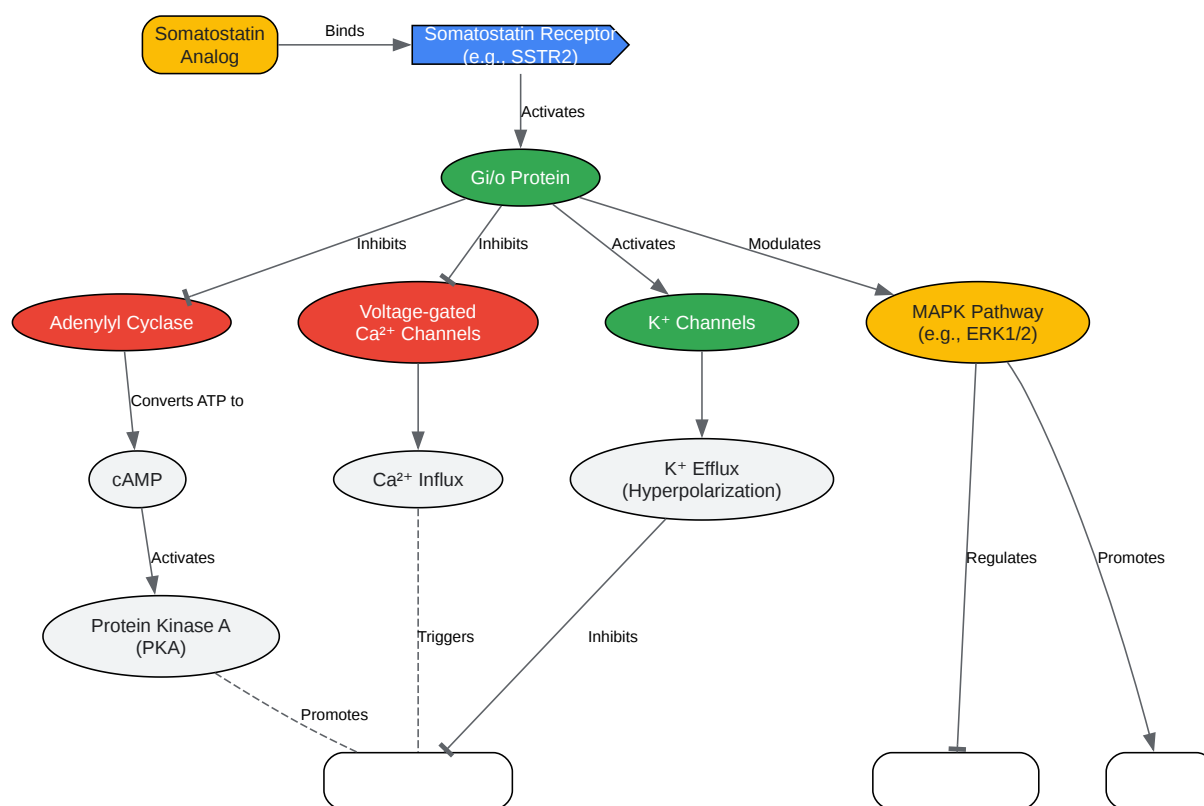 Somatostatin
Analog
Binds
Somatostatin Receptor
(e.g., SSTR2)
Activates
Gi/o Protein
Inhibits
Inhibits
Activates
Modulates
Adenylyl Cyclase
Voltage-gated
Ca²⁺ Channels
K⁺ Channels
MAPK Pathway
(e.g., ERK1/2)
Converts ATP to
cAMP
Ca²⁺ Influx
K⁺ Efflux
(Hyperpolarization)
Activates
Regulates
Promotes
Protein Kinase A
(PKA)
Triggers
Inhibits
Promotes